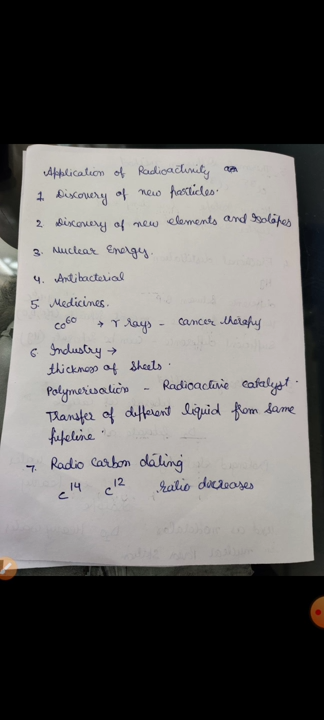 Application of Radioactivity
1. Discovery of new particles.
2 Discovery of new elements and Isotopes
3. Nuclear Energy.
4. Antibacterial
5 Medicines.
Co⁶⁰ → γ rays - cancer therapy
6 Industry →
thickness of sheets.
Polymerisation - Radioactive catalyst.
Transfer of different liquid from same
pipeline.
7. Radio carbon dating
C¹⁴ C¹² ratio decreases